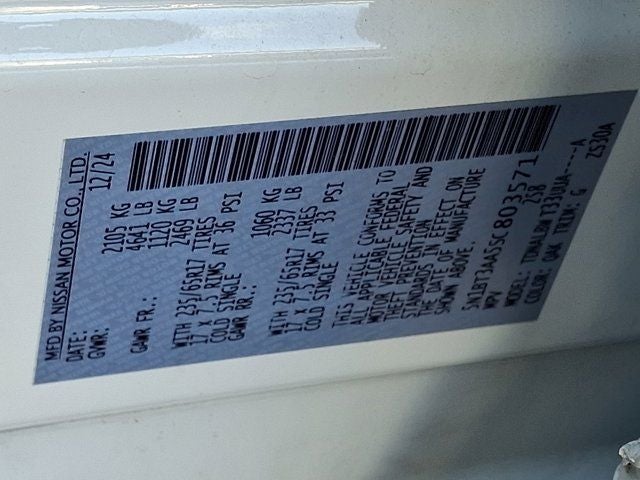 MFD BY NISSAN MOTOR CO., LTD.
DATE: 12/24
GVWR: 2105 KG
4641 LB
GAWR FR.: 1120 KG
2469 LB
WITH 235/65R17 TIRES
17 X 7.5 RIMS AT 36 PSI
COLD SINGLE
GAWR RR.: 1060 KG
2337 LB
WITH 235/65R17 TIRES
17 X 7.5 RIMS AT 33 PSI
COLD SINGLE
THIS VEHICLE CONFORMS TO
ALL APPLICABLE FEDERAL
MOTOR VEHICLE SAFETY AND
THEFT PREVENTION
STANDARDS IN EFFECT ON
THE DATE OF MANUFACTURE
SHOWN ABOVE.
5N1BT3AA5SC803571
MPV ZS8
MODEL: TDNALBW T33UUA----A
COLOR: QAK TRIM: G ZS30A